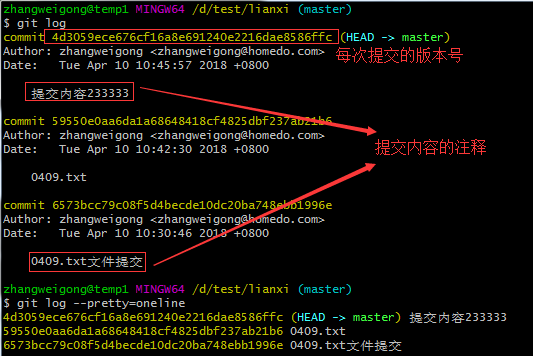 zhangweigong@temp1 MINGW64 /d/test/lianxi (master)
$ git log
commit 4d3059ece676cf16a8e691240e2216dae8586ffc (HEAD -> master)
Author: zhangweigong <zhangweigong@homedo.com>
每次提交的版本号
Date:   Tue Apr 10 10:45:57 2018 +0800
提交内容233333
commit 59550e0aa6da1a68648418cf4825dbf237ab21b6
Author: zhangweigong <zhangweigong@homedo.com>
Date:   Tue Apr 10 10:42:30 2018 +0800
提交内容的注释
0409.txt
commit 6573bcc79c08f5d4becde10dc20ba748ebb1996e
Author: zhangweigong <zhangweigong@homedo.com>
Date:   Tue Apr 10 10:30:46 2018 +0800
0409.txt文件提交
zhangweigong@temp1 MINGW64 /d/test/lianxi (master)
$ git log --pretty=oneline
4d3059ece676cf16a8e691240e2216dae8586ffc (HEAD -> master) 提交内容233333
59550e0aa6da1a68648418cf4825dbf237ab21b6 0409.txt
6573bcc79c08f5d4becde10dc20ba748ebb1996e 0409.txt文件提交